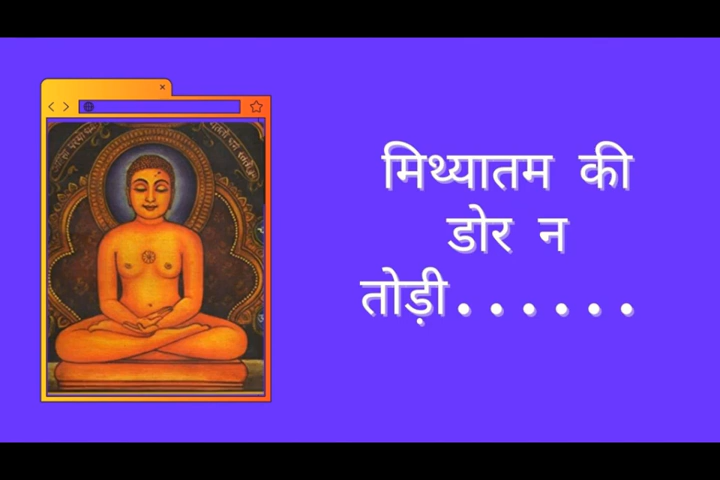 मिथ्यातम की
डोर न
तोड़ी......